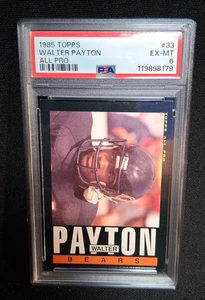 1985 TOPPS #33
WALTER PAYTON EX-MT
ALL PRO 6
PSA 119898179
PAYTON
WALTER
BEARS